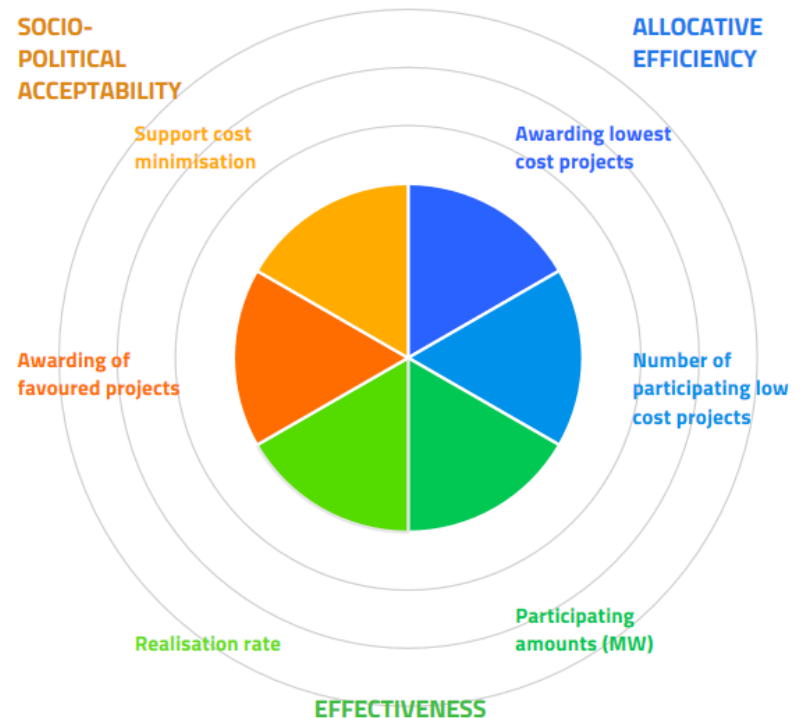 SOCIO-
POLITICAL
ACCEPTABILITY
ALLOCATIVE
EFFICIENCY
Support cost
minimisation
Awarding lowest
cost projects
Awarding of
favoured projects
Number of
participating low
cost projects
Realisation rate
Participating
amounts (MW)
EFFECTIVENESS